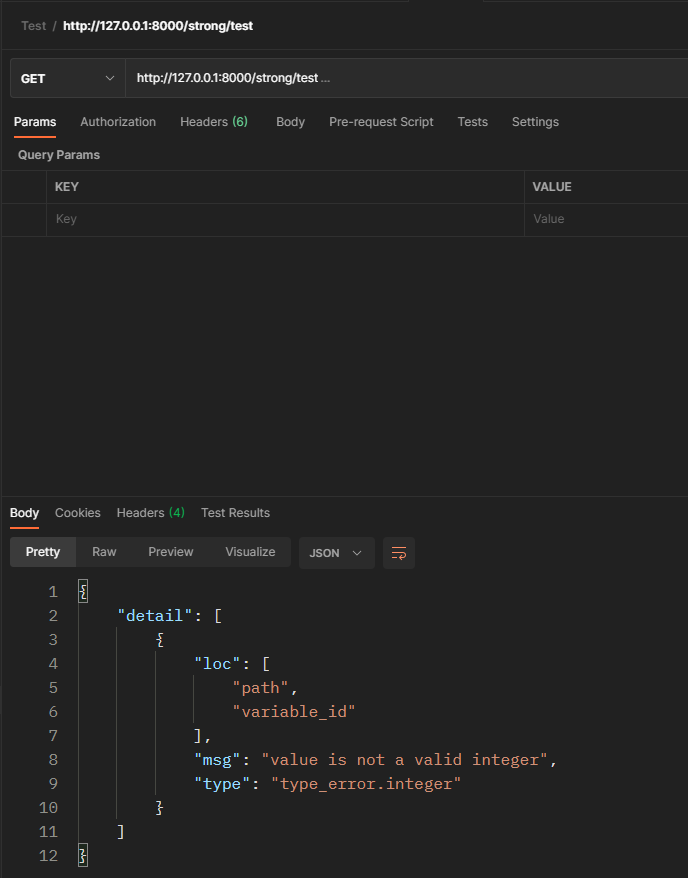 Test / http://127.0.0.1:8000/strong/test
GET http://127.0.0.1:8000/strong/test ...
Params Authorization Headers (6) Body Pre-request Script Tests Settings
Query Params
KEY VALUE
Key Value
Body Cookies Headers (4) Test Results
Pretty Raw Preview Visualize JSON
1 {
2 "detail": [
3 {
4 "loc": [
5 "path",
6 "variable_id"
7 ],
8 "msg": "value is not a valid integer",
9 "type": "type_error.integer"
10 }
11 ]
12 }